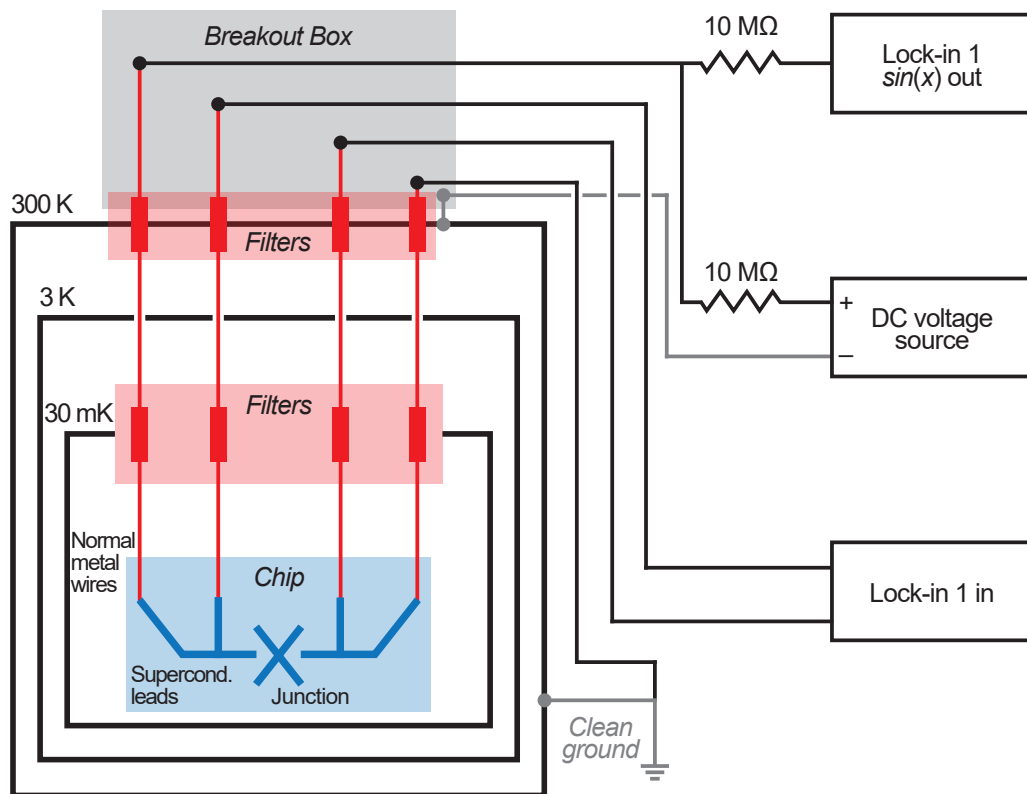 Breakout Box
10 MΩ
Lock-in 1
sin(x) out
300 K
Filters
3 K
10 MΩ
+
DC voltage
source
–
Filters
30 mK
Normal
metal
wires
Chip
Lock-in 1 in
Supercond.
leads
Junction
Clean
ground